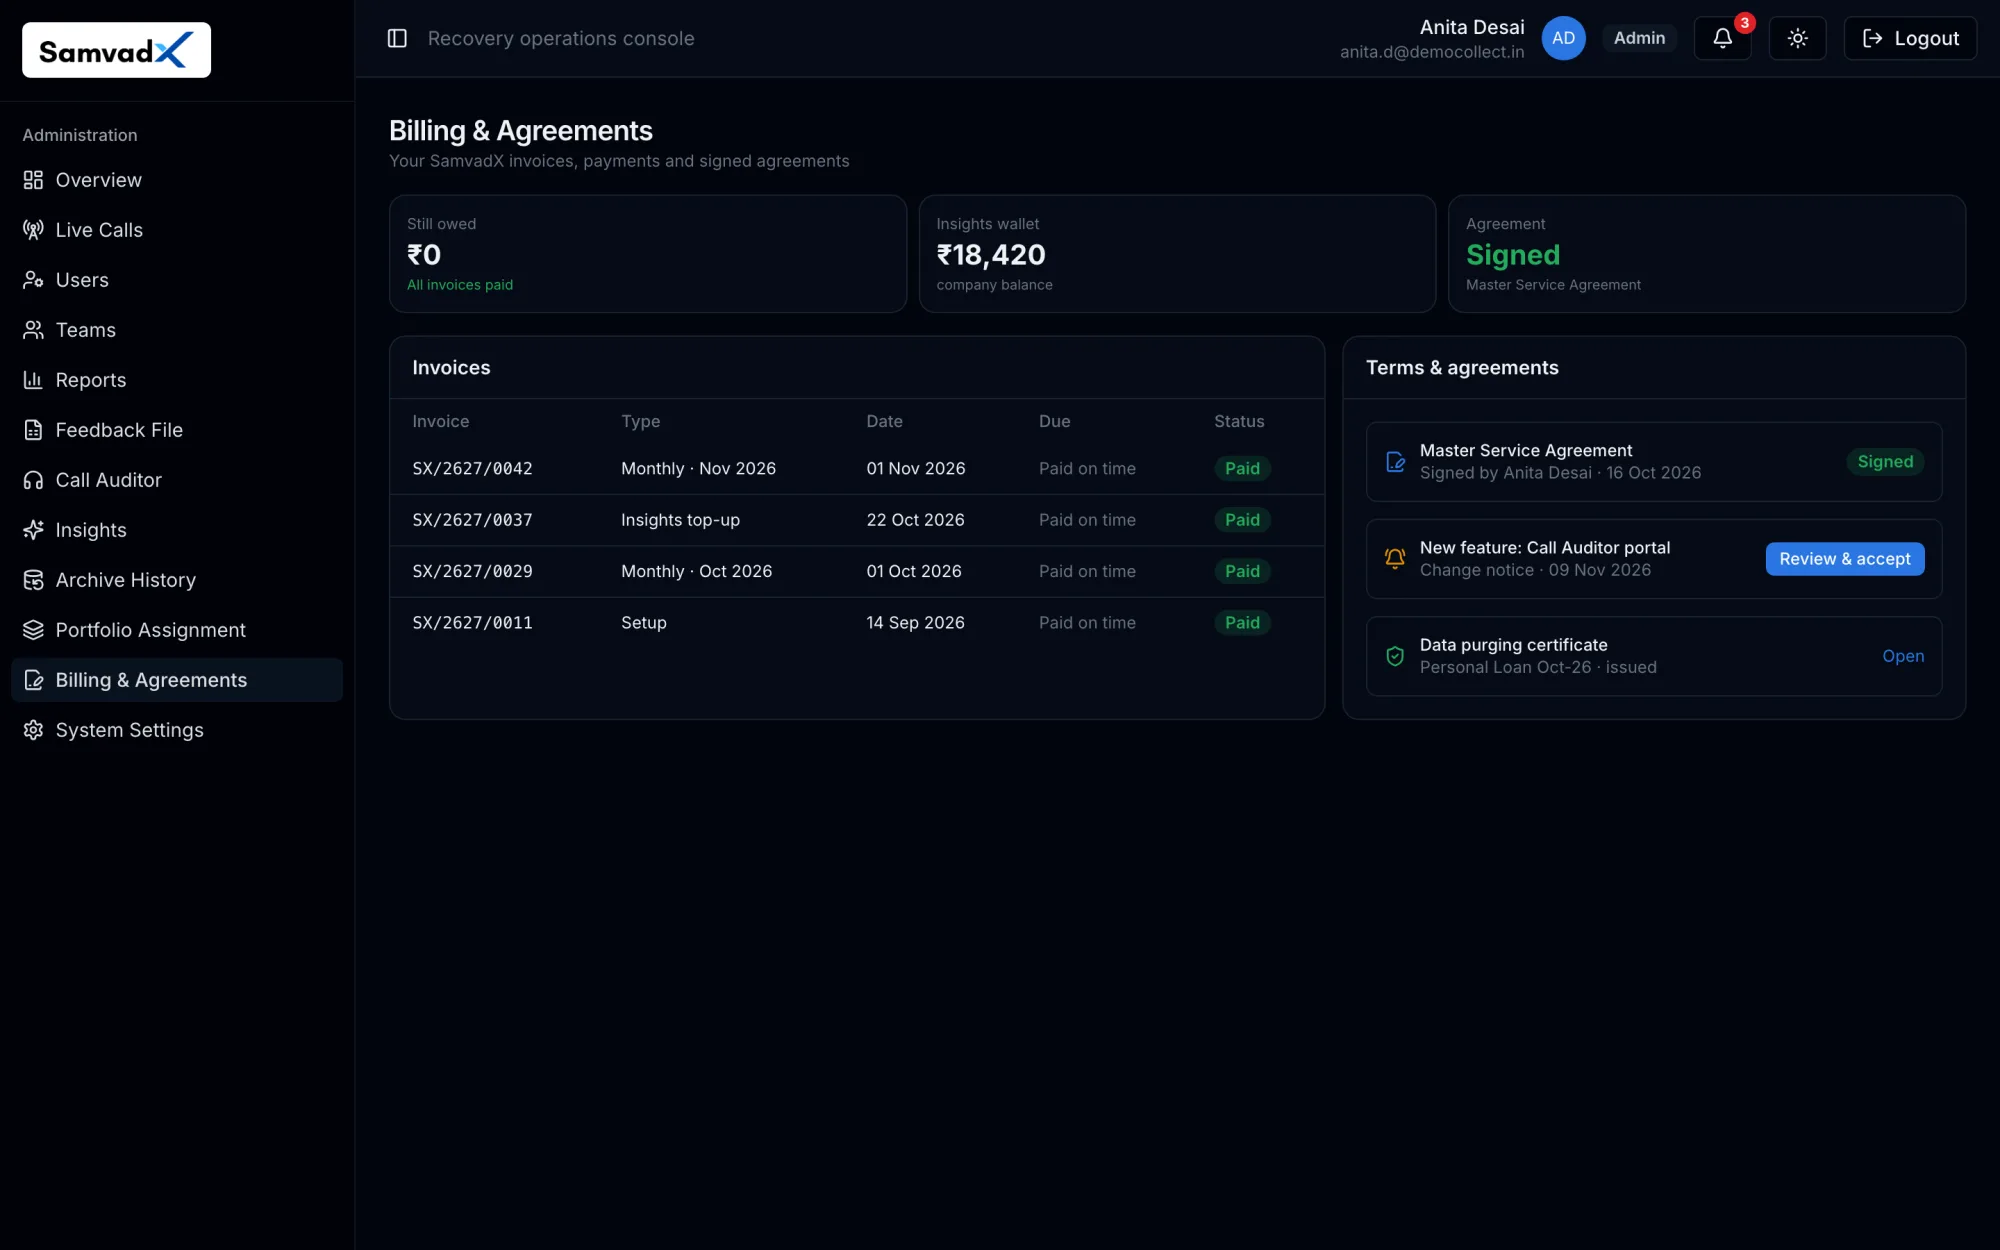 SamvadX
Administration
Overview
Live Calls
Users
Teams
Reports
Feedback File
Call Auditor
Insights
Archive History
Portfolio Assignment
Billing & Agreements
System Settings
Recovery operations console
Anita Desai
anita.d@democollect.in
AD
Admin
3
Logout
Billing & Agreements
Your SamvadX invoices, payments and signed agreements
Still owed
₹0
All invoices paid
Insights wallet
₹18,420
company balance
Agreement
Signed
Master Service Agreement
Invoices
Invoice Type Date Due Status
SX/2627/0042 Monthly · Nov 2026 01 Nov 2026 Paid on time Paid
SX/2627/0037 Insights top-up 22 Oct 2026 Paid on time Paid
SX/2627/0029 Monthly · Oct 2026 01 Oct 2026 Paid on time Paid
SX/2627/0011 Setup 14 Sep 2026 Paid on time Paid
Terms & agreements
Master Service Agreement
Signed by Anita Desai · 16 Oct 2026
Signed
New feature: Call Auditor portal
Change notice · 09 Nov 2026
Review & accept
Data purging certificate
Personal Loan Oct-26 · issued
Open